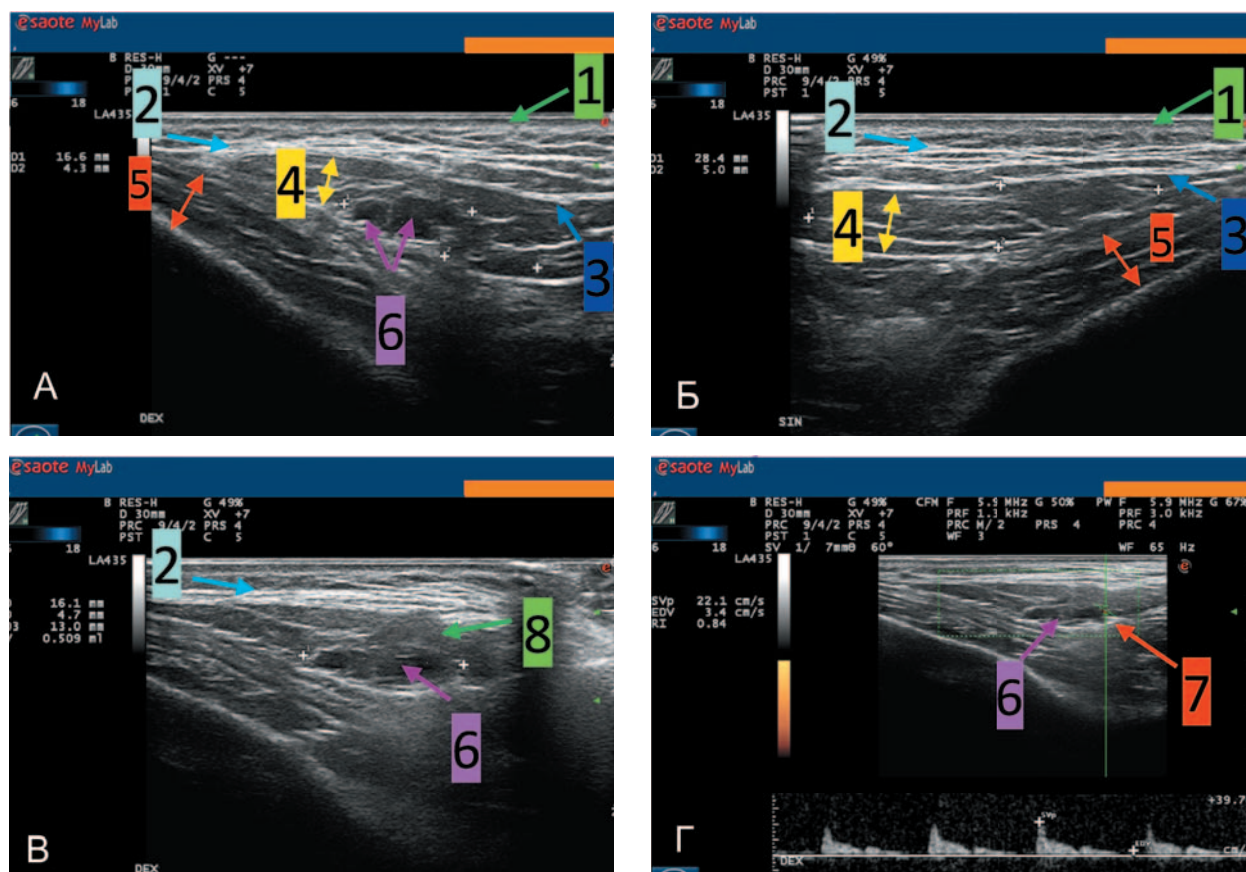 esaote MyLab
B RES-H G ---
D 30mm XV +7
PRC 9/4/2 PRS 4
C 5
6 18
LA435
D1 16.6 mm
D2 4.3 mm
1
2
5
4
3
6
А
DEX
esaote MyLab
B RES-H G 49%
D 30mm XV +7
PRC 9/4/2 PRS 4
PST 1 C 5
6 18
LA435
D1 28.4 mm
D2 5.0 mm
1
2
4
5
3
Б
SIN
esaote MyLab
B RES-H G 49%
D 30mm XV +7
PRC 9/4/2 PRS 4
PST 1 C 5
18
LA435
16.1 mm
4.7 mm
13.0 mm
0.509 ml
2
8
6
В
DEX
esaote MyLab
B RES-H G 49% CFM F 5.9 MHz G 50% PW F 5.9 MHz G 67%
D 30mm XV +7 PRF 1.3 kHz PRF 3.0 kHz
PRC 9/4/2 PRS 4 PRC M/ 2 PRS 4 PRC 4
PST 1 C 5 WF 3
SV 1/ 7mmθ 60° WF 65 Hz
6 18
LA435
SVp 22.1 cm/s
EDV 3.4 cm/s
RI 0.84
6
7
+39.7
SVp
EDV
cm/
Г
DEX